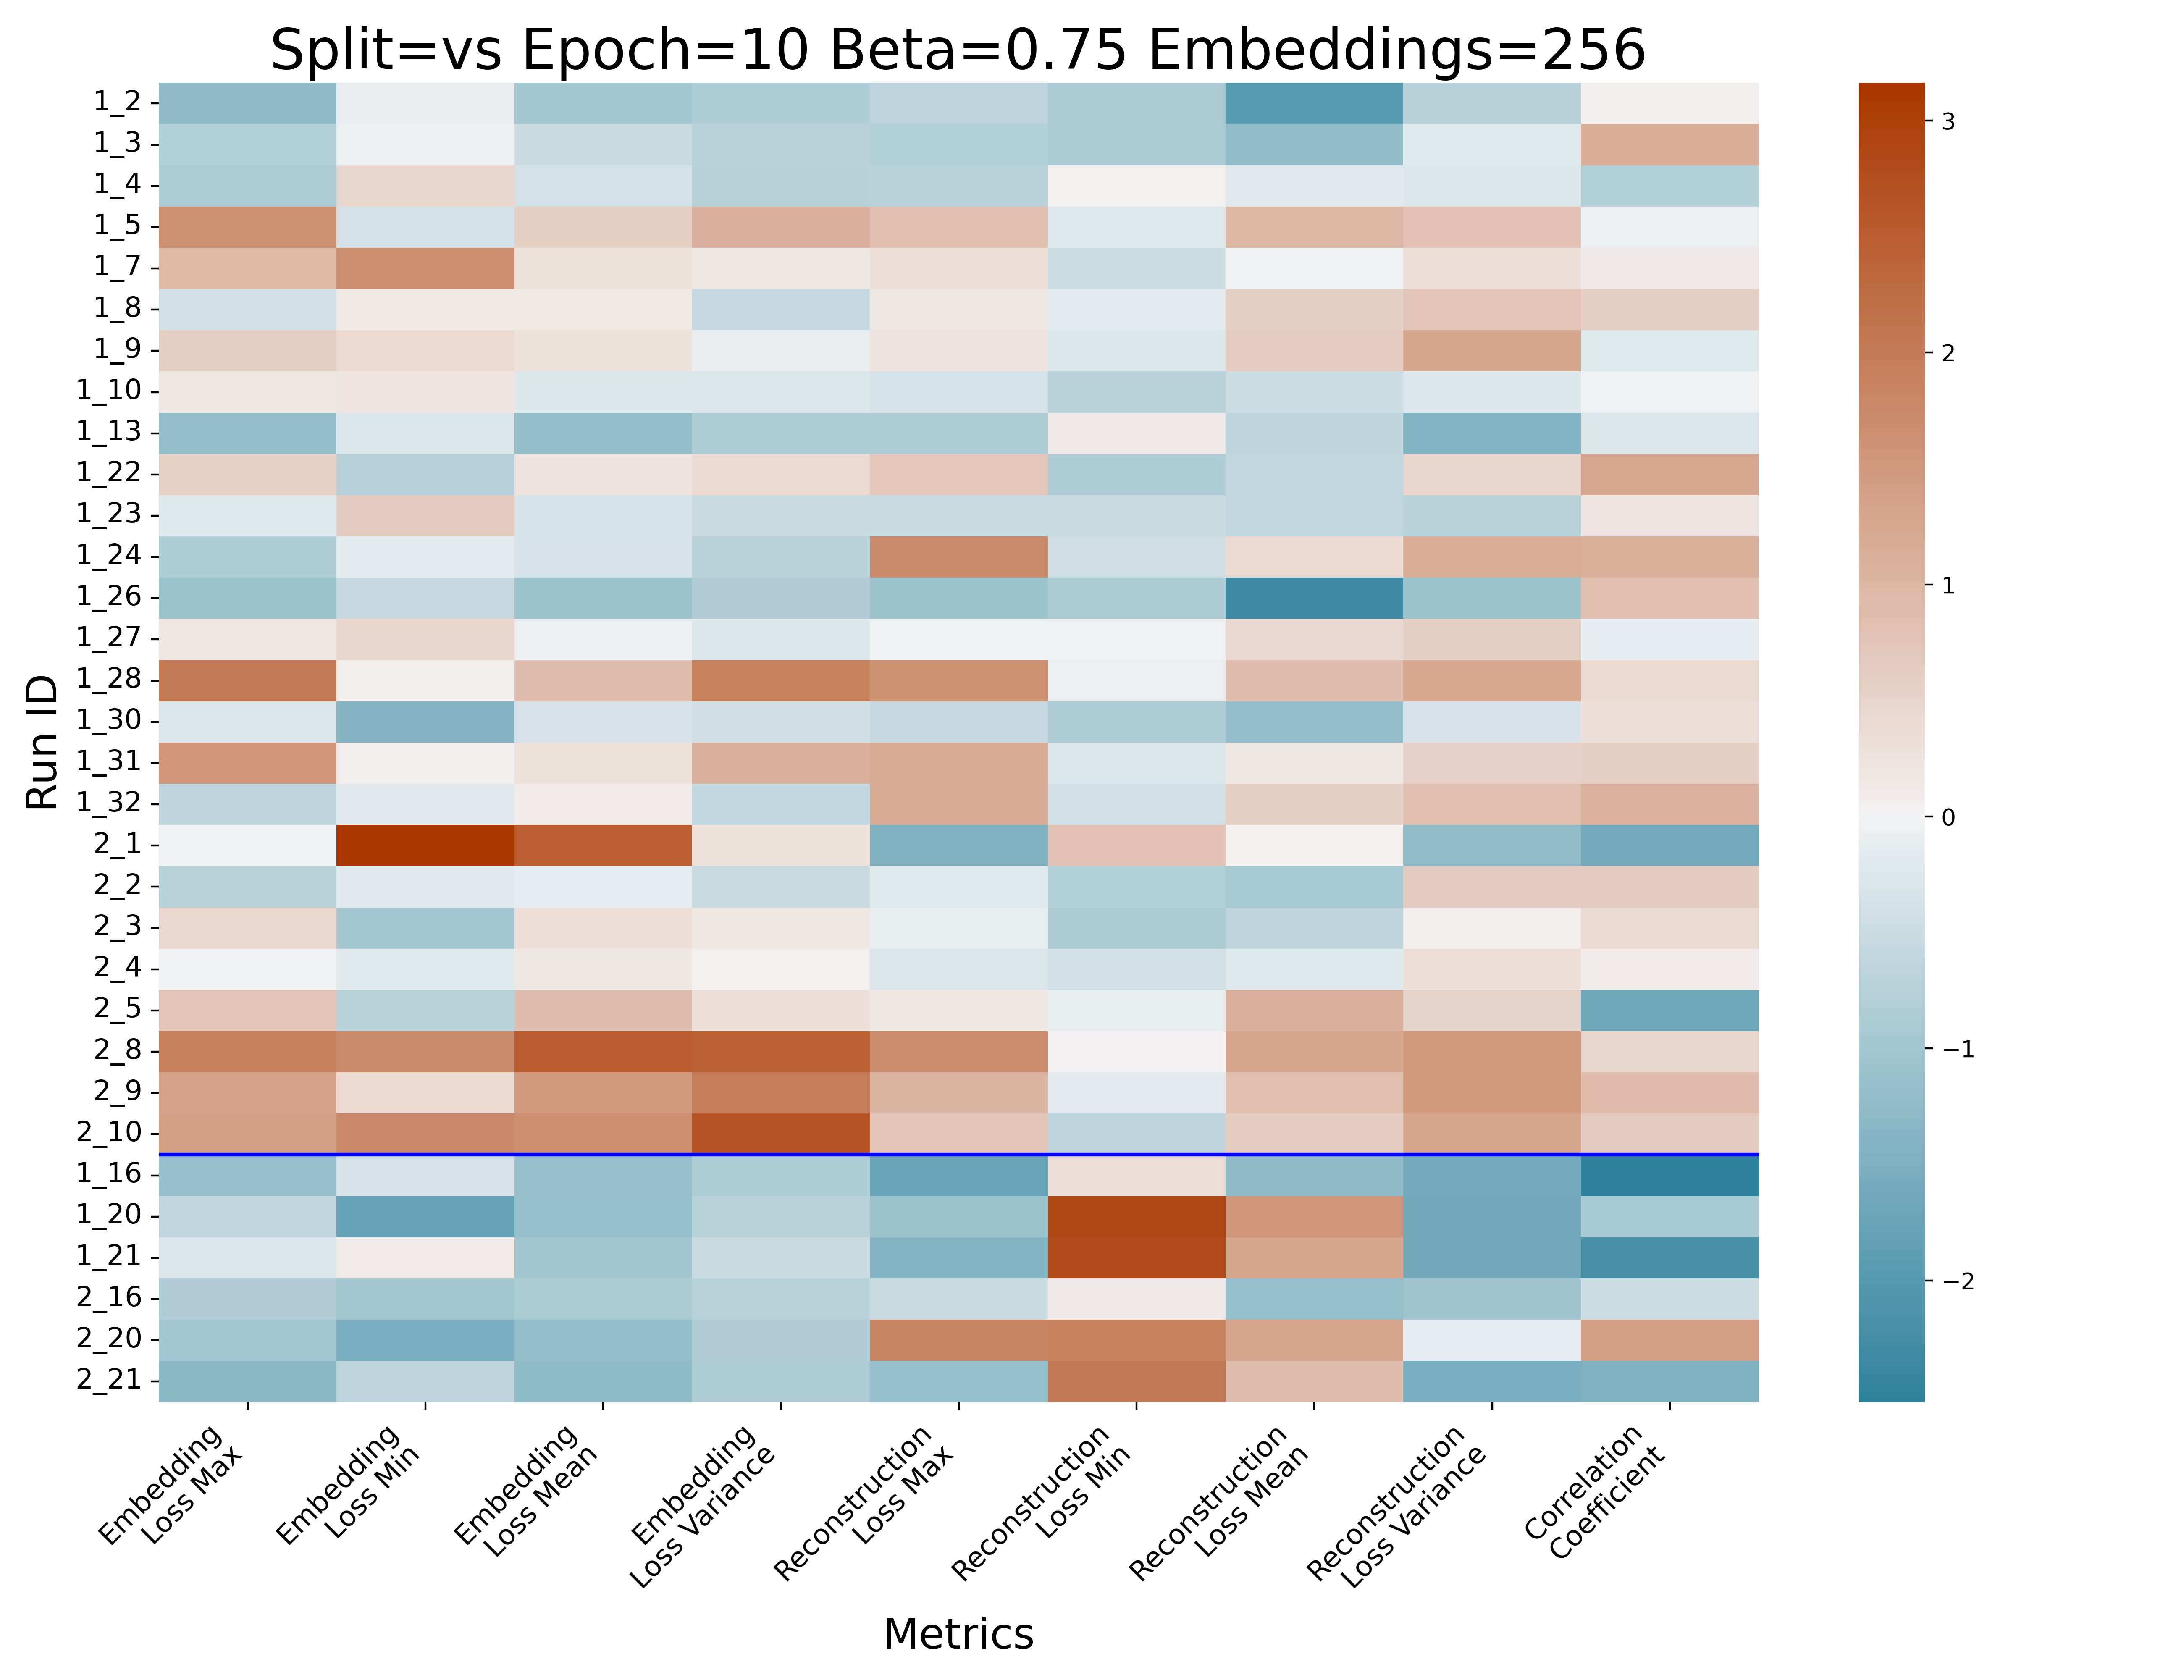 Split=vs Epoch=10 Beta=0.75 Embeddings=256
Run ID
1_2
1_3
1_4
1_5
1_7
1_8
1_9
1_10
1_13
1_22
1_23
1_24
1_26
1_27
1_28
1_30
1_31
1_32
2_1
2_2
2_3
2_4
2_5
2_8
2_9
2_10
1_16
1_20
1_21
2_16
2_20
2_21
Embedding
Loss Max
Embedding
Loss Min
Embedding
Loss Mean
Embedding
Loss Variance
Reconstruction
Loss Max
Reconstruction
Loss Min
Reconstruction
Loss Mean
Reconstruction
Loss Variance
Correlation
Coefficient
Metrics
3
2
1
0
−1
−2